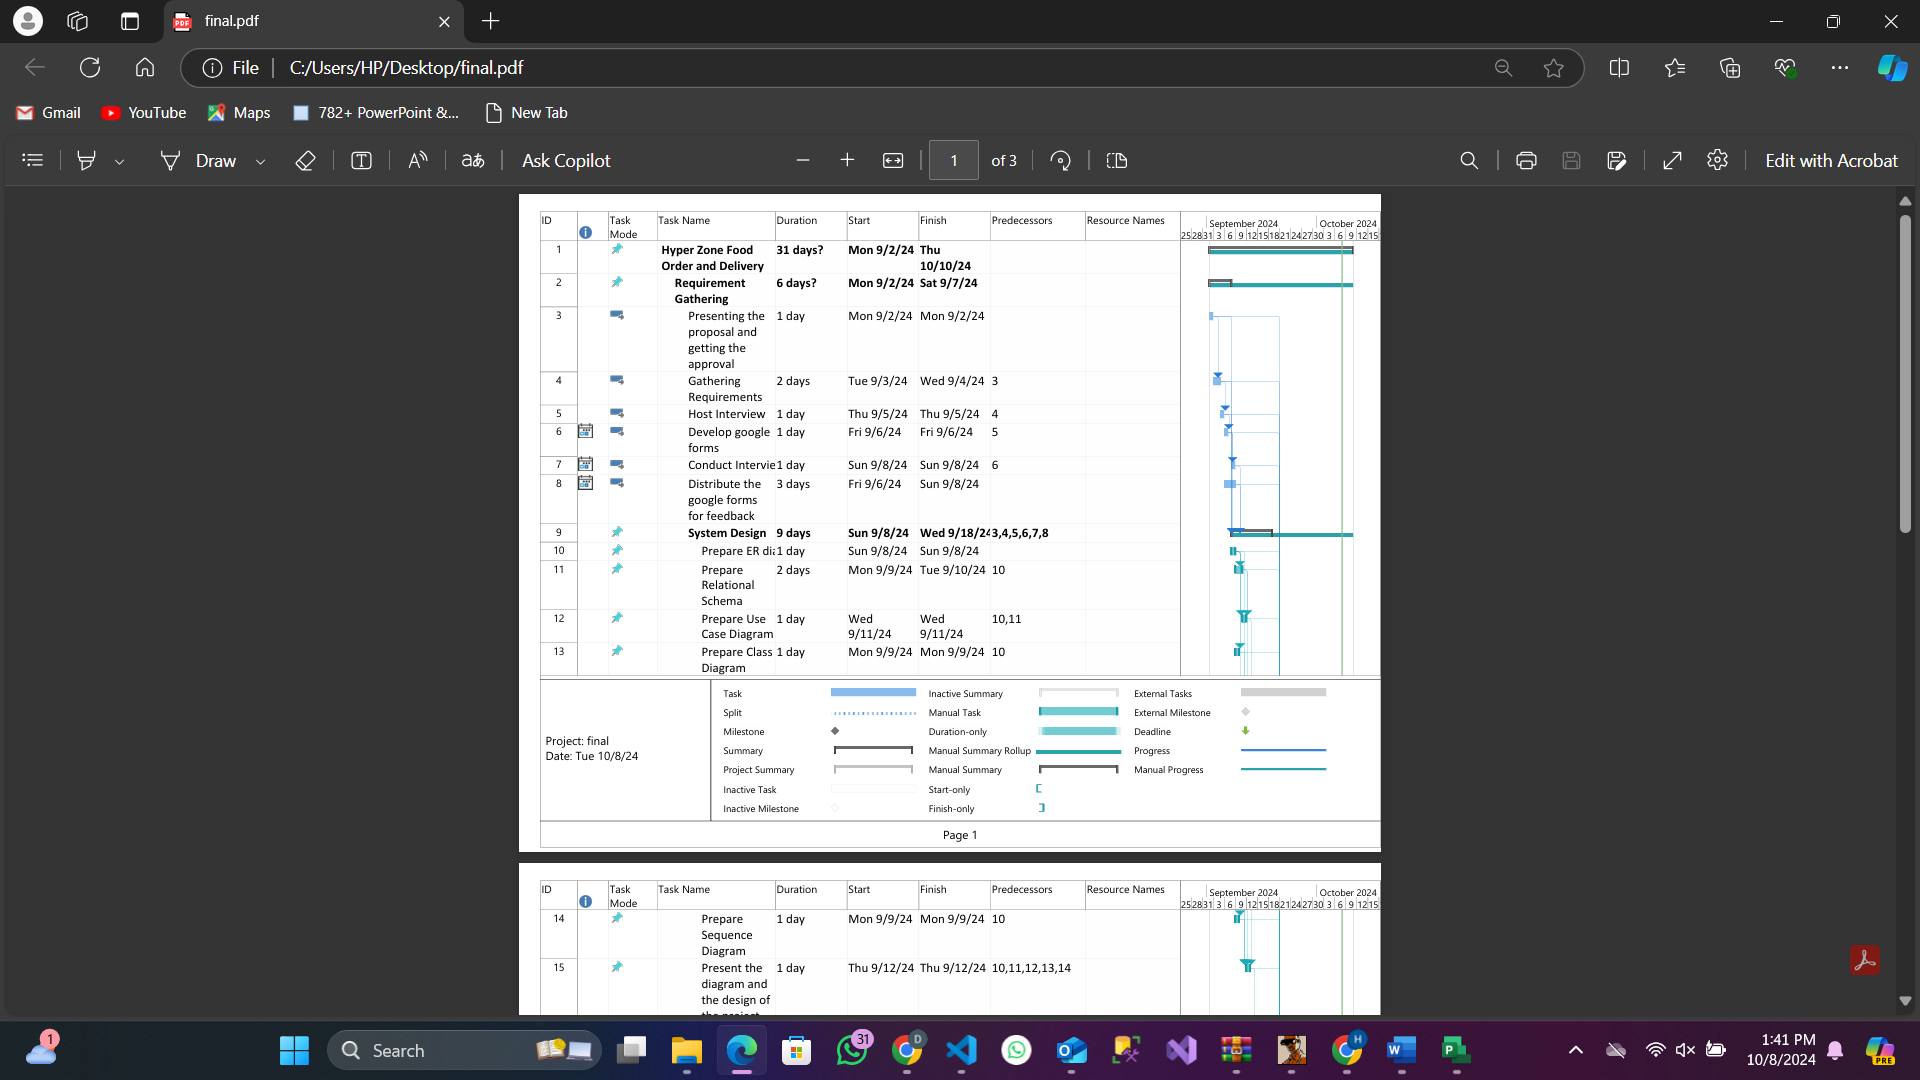 final.pdf
File
C:/Users/HP/Desktop/final.pdf
Gmail
YouTube
Maps
782+ PowerPoint &...
New Tab
Draw
Ask Copilot
1
of 3
Edit with Acrobat
ID Task Mode Task Name Duration Start Finish Predecessors Resource Names
September 2024 October 2024
25 28 31 3 6 9 12 15 18 21 24 27 30 3 6 9 12 15
1 Hyper Zone Food 31 days? Mon 9/2/24 Thu
Order and Delivery 10/10/24
2 Requirement 6 days? Mon 9/2/24 Sat 9/7/24
Gathering
3 Presenting the 1 day Mon 9/2/24 Mon 9/2/24
proposal and
getting the
approval
4 Gathering 2 days Tue 9/3/24 Wed 9/4/24 3
Requirements
5 Host Interview 1 day Thu 9/5/24 Thu 9/5/24 4
6 Develop google 1 day Fri 9/6/24 Fri 9/6/24 5
forms
7 Conduct Intervie 1 day Sun 9/8/24 Sun 9/8/24 6
8 Distribute the 3 days Fri 9/6/24 Sun 9/8/24
google forms
for feedback
9 System Design 9 days Sun 9/8/24 Wed 9/18/24 3,4,5,6,7,8
10 Prepare ER dia 1 day Sun 9/8/24 Sun 9/8/24
11 Prepare 2 days Mon 9/9/24 Tue 9/10/24 10
Relational
Schema
12 Prepare Use 1 day Wed Wed 10,11
Case Diagram 9/11/24 9/11/24
13 Prepare Class 1 day Mon 9/9/24 Mon 9/9/24 10
Diagram
Project: final
Date: Tue 10/8/24
Task Inactive Summary External Tasks
Split Manual Task External Milestone
Milestone Duration-only Deadline
Summary Manual Summary Rollup Progress
Project Summary Manual Summary Manual Progress
Inactive Task Start-only
Inactive Milestone Finish-only
Page 1
ID Task Mode Task Name Duration Start Finish Predecessors Resource Names
September 2024 October 2024
25 28 31 3 6 9 12 15 18 21 24 27 30 3 6 9 12 15
14 Prepare 1 day Mon 9/9/24 Mon 9/9/24 10
Sequence
Diagram
15 Present the 1 day Thu 9/12/24 Thu 9/12/24 10,11,12,13,14
diagram and
the design of
the project
1
Search
31
D
H
PRE
1:41 PM
10/8/2024